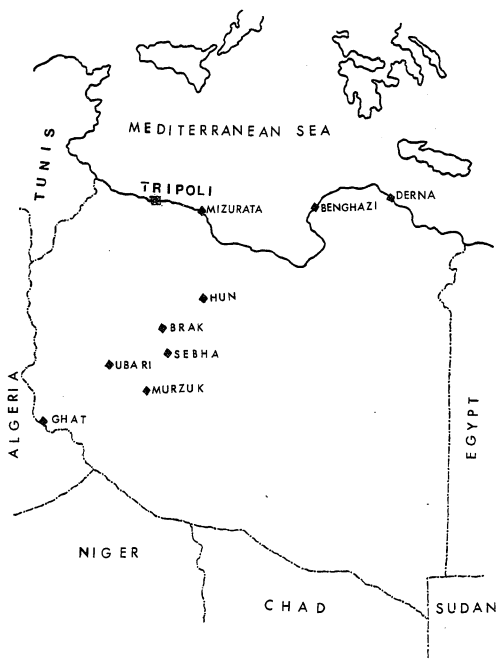 MEDITERRANEAN SEA
TUNIS
TRIPOLI
MIZURATA
BENGHAZI
DERNA
HUN
BRAK
SEBHA
UBARI
MURZUK
ALGERIA
GHAT
EGYPT
NIGER
CHAD
SUDAN